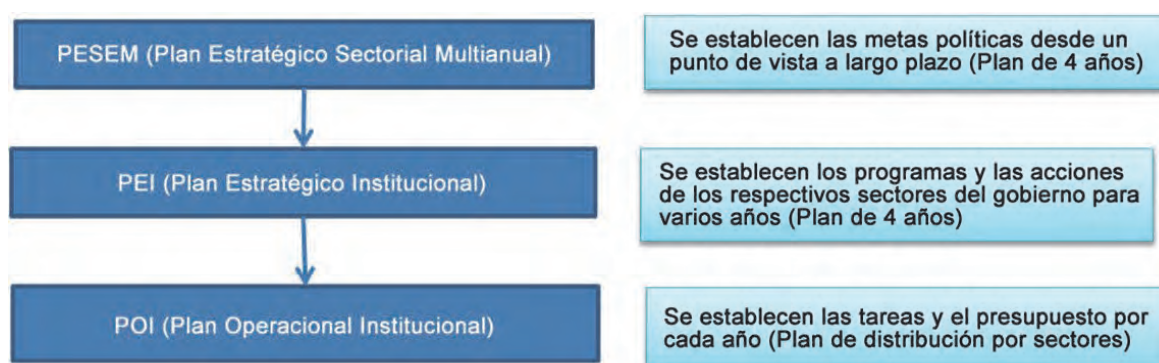 PESEM (Plan Estratégico Sectorial Multianual)
Se establecen las metas políticas desde un
punto de vista a largo plazo (Plan de 4 años)
PEI (Plan Estratégico Institucional)
Se establecen los programas y las acciones
de los respectivos sectores del gobierno para
varios años (Plan de 4 años)
POI (Plan Operacional Institucional)
Se establecen las tareas y el presupuesto por
cada año (Plan de distribución por sectores)